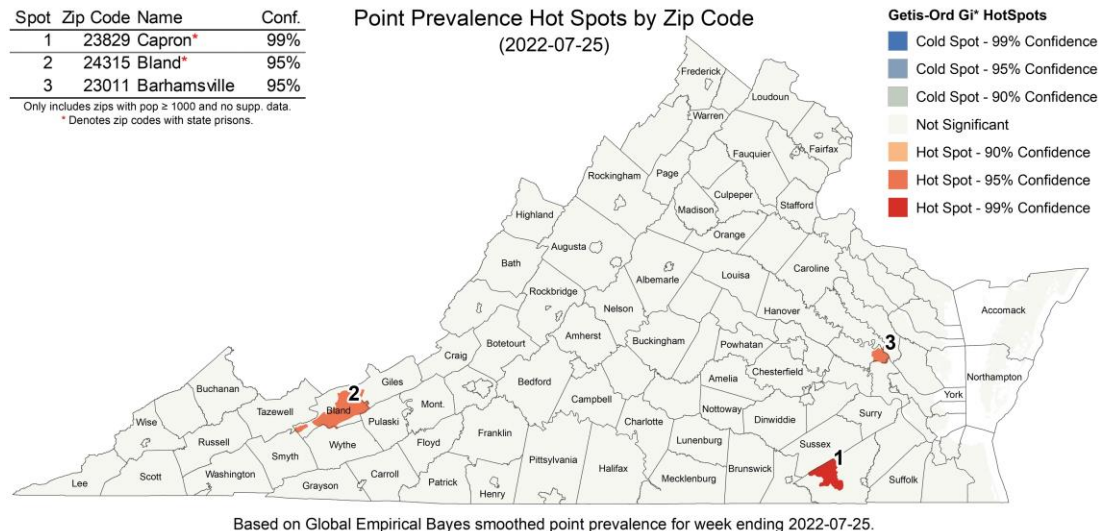 Point Prevalence Hot Spots by Zip Code
(2022-07-25)
Spot Zip Code Name Conf.
1 23829 Capron* 99%
2 24315 Bland* 95%
3 23011 Barhamsville 95%
Only includes zips with pop ≥ 1000 and no supp. data.
* Denotes zip codes with state prisons.
Getis-Ord Gi* HotSpots
Cold Spot - 99% Confidence
Cold Spot - 95% Confidence
Cold Spot - 90% Confidence
Not Significant
Hot Spot - 90% Confidence
Hot Spot - 95% Confidence
Hot Spot - 99% Confidence
Frederick
Loudoun
Warren
Fairfax
Fauquier
Page
Rockingham
Culpeper
Stafford
Madison
Highland
Orange
Augusta
Caroline
Bath
Albemarle
Louisa
Rockbridge
Nelson
Hanover
Accomack
Amherst
Buckingham
Powhatan
3
Botetourt
Craig
Chesterfield
Northampton
Amelia
Giles
Bedford
Buchanan
2
Bland
York
Mont.
Campbell
Nottoway
Dinwiddie
Surry
Tazewell
Pulaski
Charlotte
Wise
Franklin
Lunenburg
Sussex
Russell
Wythe
Floyd
Smyth
1
Pittsylvania
Halifax
Mecklenburg
Brunswick
Suffolk
Scott
Washington
Carroll
Patrick
Lee
Grayson
Henry
Based on Global Empirical Bayes smoothed point prevalence for week ending 2022-07-25.